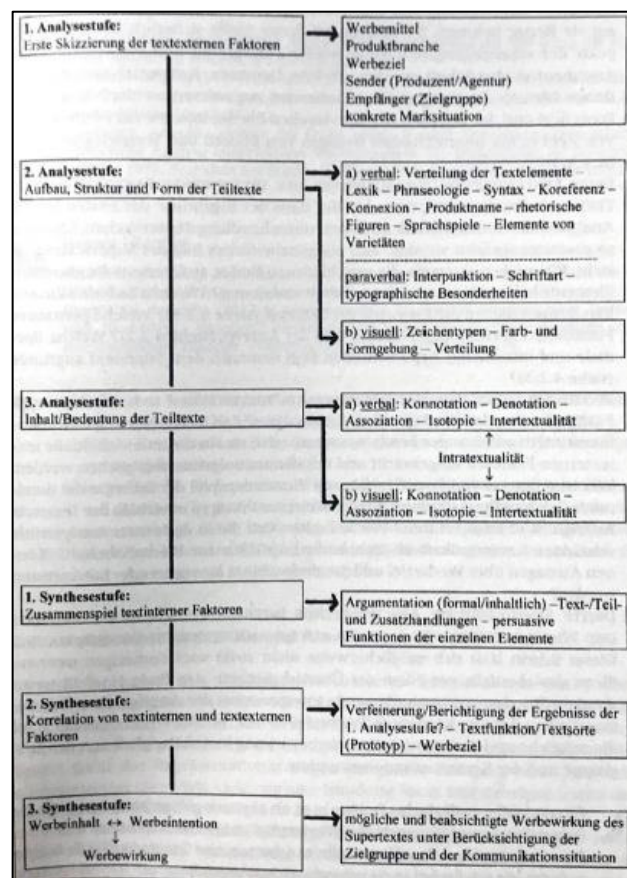 1. Analysestufe:
Erste Skizzierung der textexternen Faktoren
Werbemittel
Produktbranche
Werbeziel
Sender (Produzent/Agentur)
Empfänger (Zielgruppe)
konkrete Marksituation
2. Analysestufe:
Aufbau, Struktur und Form der Teiltexte
a) verbal: Verteilung der Textelemente –
Lexik – Phraseologie – Syntax – Koreferenz –
Konnexion – Produktname – rhetorische
Figuren – Sprachspiele – Elemente von
Varietäten
paraverbal: Interpunktion – Schriftart–
typographische Besonderheiten
b) visuell: Zeichentypen – Farb- und
Formgebung – Verteilung
3. Analysestufe:
Inhalt/Bedeutung der Teiltexte
a) verbal: Konnotation – Denotation –
Assoziation – Isotopie – Intertextualität
Intratextualität
b) visuell: Konnotation – Denotation –
Assoziation – Isotopie – Intertextualität
1. Synthesestufe:
Zusammenspiel textinterner Faktoren
Argumentation (formal/inhaltlich) –Text-/Teil-
und Zusatzhandlungen – persuasive
Funktionen der einzelnen Elemente
2. Synthesestufe:
Korrelation von textinternen und textexternen
Faktoren
Verfeinerung/Berichtigung der Ergebnisse der
1. Analysestufe? – Textfunktion/Textsorte
(Prototyp) – Werbeziel
3. Synthesestufe:
Werbeinhalt ↔ Werbeintention
↓
Werbewirkung
mögliche und beabsichtigte Werbewirkung des
Supertextes unter Berücksichtigung der
Zielgruppe und der Kommunikationssituation